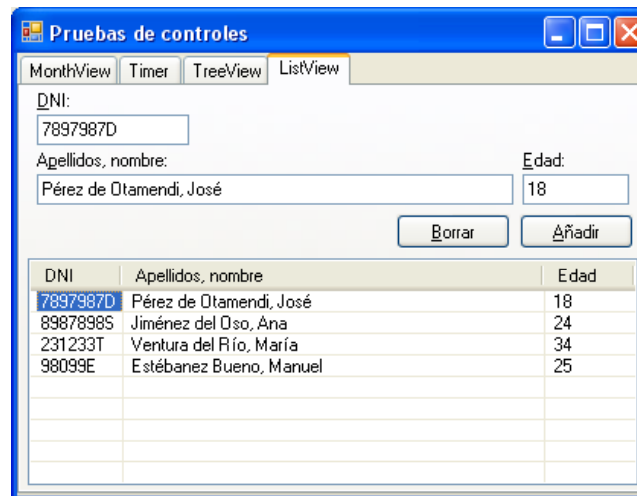 Pruebas de controles
MonthView Timer TreeView ListView
DNI:
7897987D
Apellidos, nombre: Edad:
Pérez de Otamendi, José 18
Borrar Añadir
DNI Apellidos, nombre Edad
7897987D Pérez de Otamendi, José 18
8987898S Jiménez del Oso, Ana 24
231233T Ventura del Río, María 34
98099E Estébanez Bueno, Manuel 25